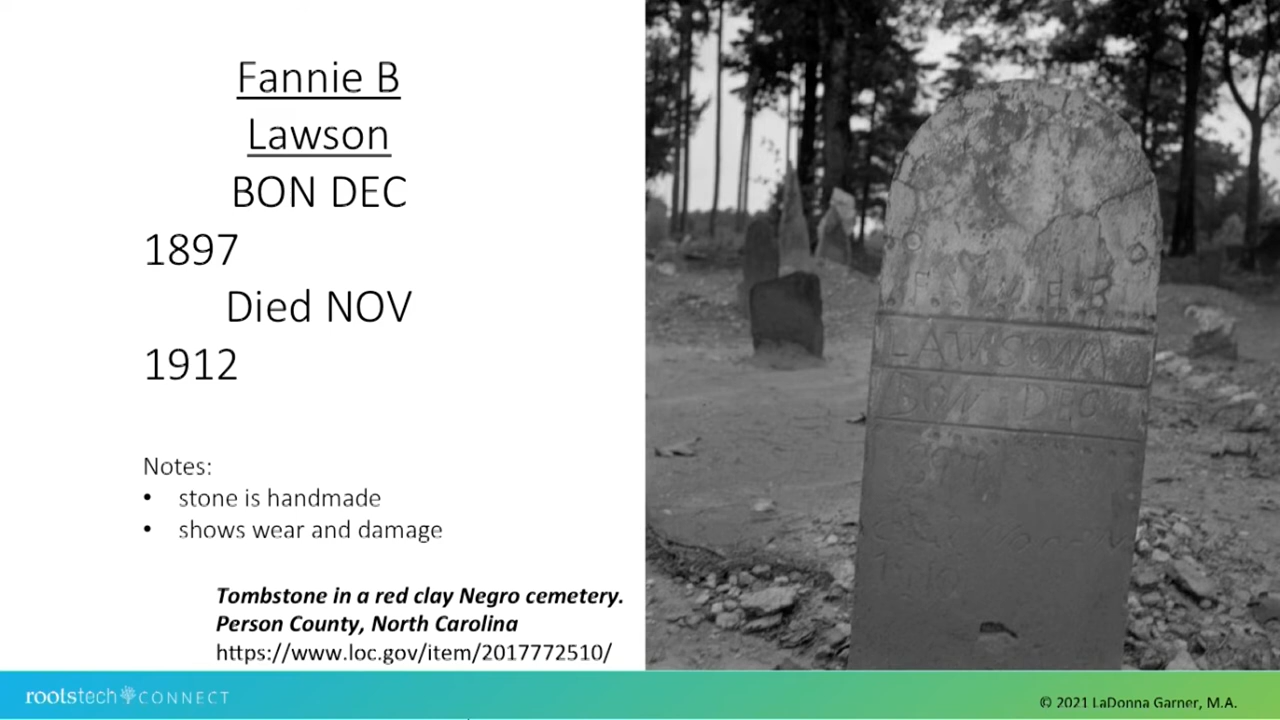 Fannie B
Lawson
BON DEC
1897
Died NOV
1912
Notes:
• stone is handmade
• shows wear and damage
Tombstone in a red clay Negro cemetery.
Person County, North Carolina
https://www.loc.gov/item/2017772510/
LAWSON
BON DEC
rootstech CONNECT
© 2021 LaDonna Garner, M.A.